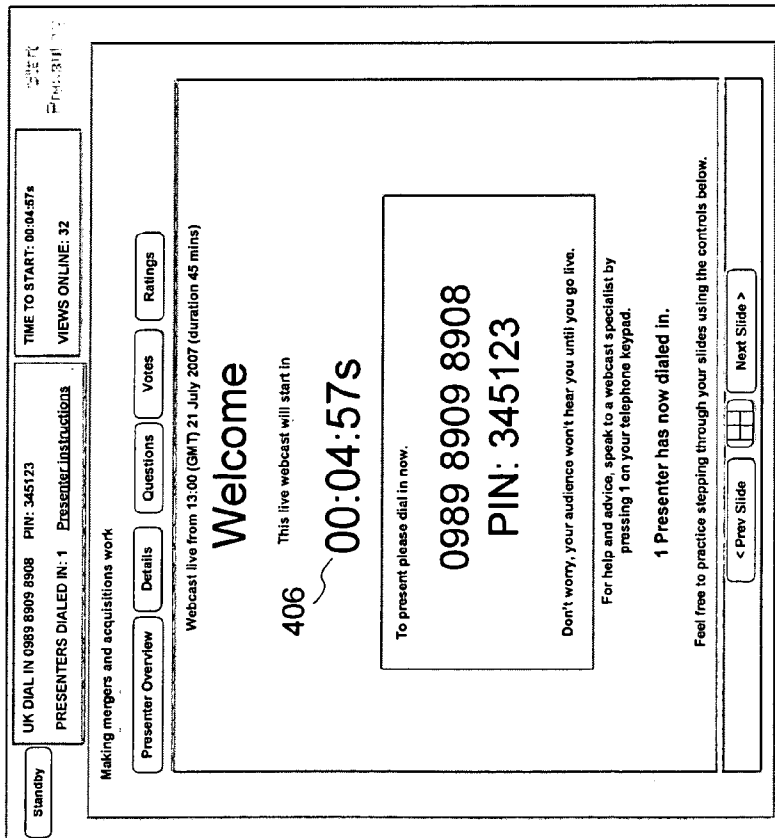 Standby
UK DIAL IN 0989 8909 8908 PIN: 345123
PRESENTERS DIALED IN: 1 Presenter instructions
TIME TO START: 00:04:57s
VIEWS ONLINE: 32
Making mergers and acquisitions work
Presenter Overview Details Questions Votes Ratings
Webcast live from 13:00 (GMT) 21 July 2007 (duration 45 mins)
Welcome
This live webcast will start in
406
00:04:57s
To present please dial in now.
0989 8909 8908
PIN: 345123
Don't worry, your audience won't hear you until you go live.
For help and advice, speak to a webcast specialist by
pressing 1 on your telephone keypad.
1 Presenter has now dialed in.
Feel free to practice stepping through your slides using the controls below.
< Prev Slide Next Slide >